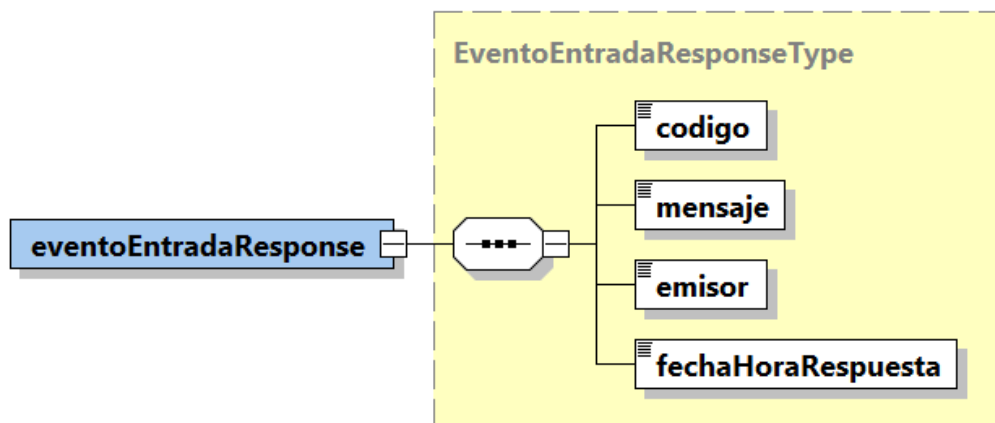 EventoEntradaResponseType
codigo
mensaje
eventoEntradaResponse
emisor
fechaHoraRespuesta